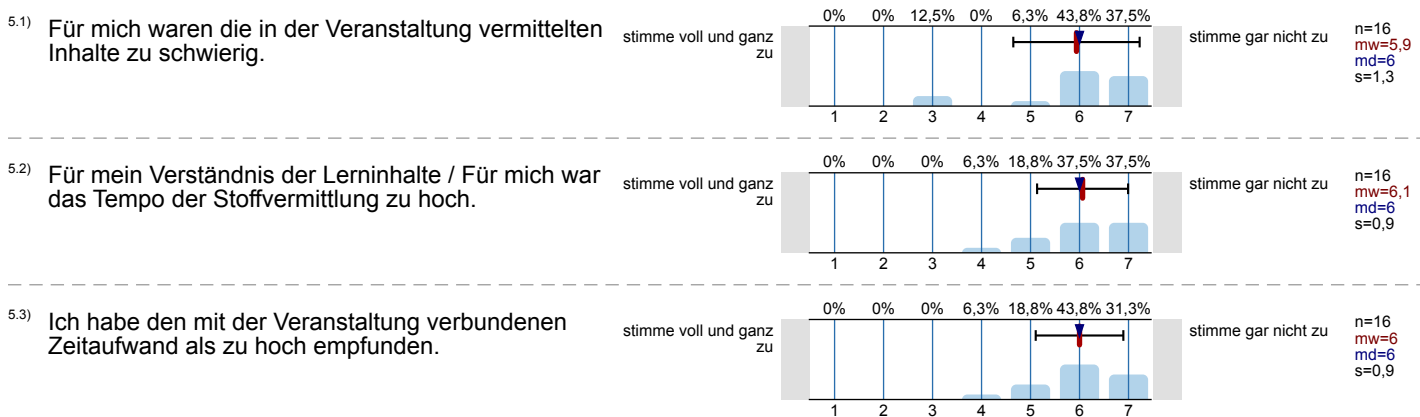 5.1) Für mich waren die in der Veranstaltung vermittelten
Inhalte zu schwierig.
stimme voll und ganz
zu
0% 0% 12,5% 0% 6,3% 43,8% 37,5%
1 2 3 4 5 6 7
stimme gar nicht zu
n=16
mw=5,9
md=6
s=1,3
5.2) Für mein Verständnis der Lerninhalte / Für mich war
das Tempo der Stoffvermittlung zu hoch.
stimme voll und ganz
zu
0% 0% 0% 6,3% 18,8% 37,5% 37,5%
1 2 3 4 5 6 7
stimme gar nicht zu
n=16
mw=6,1
md=6
s=0,9
5.3) Ich habe den mit der Veranstaltung verbundenen
Zeitaufwand als zu hoch empfunden.
stimme voll und ganz
zu
0% 0% 0% 6,3% 18,8% 43,8% 31,3%
1 2 3 4 5 6 7
stimme gar nicht zu
n=16
mw=6
md=6
s=0,9